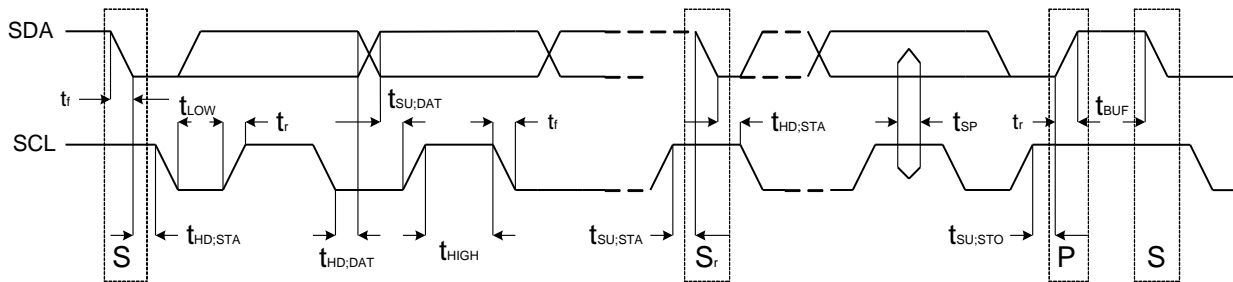 SDA
tf
tLOW
tr
tSU;DAT
tf
tHD;STA
tSP
tr
tBUF
SCL
tHD;STA
tHD;DAT
tHIGH
tSU;STA
tSU;STO
S
Sr
P
S